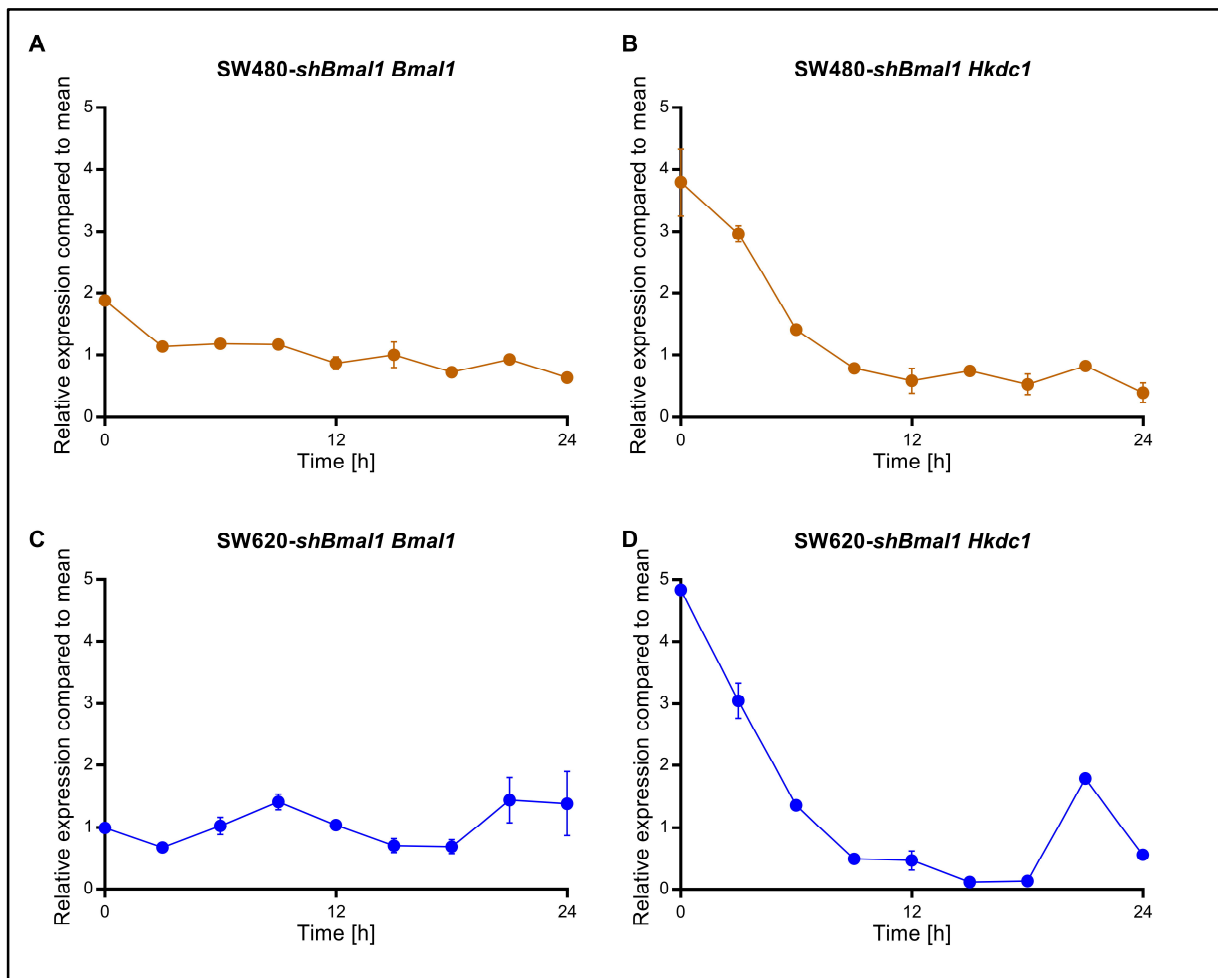 A
SW480-shBmal1 Bmal1
Relative expression compared to mean
5
4
3
2
1
0
0
12
24
Time [h]
B
SW480-shBmal1 Hkdc1
Relative expression compared to mean
5
4
3
2
1
0
0
12
24
Time [h]
C
SW620-shBmal1 Bmal1
Relative expression compared to mean
5
4
3
2
1
0
0
12
24
Time [h]
D
SW620-shBmal1 Hkdc1
Relative expression compared to mean
5
4
3
2
1
0
0
12
24
Time [h]